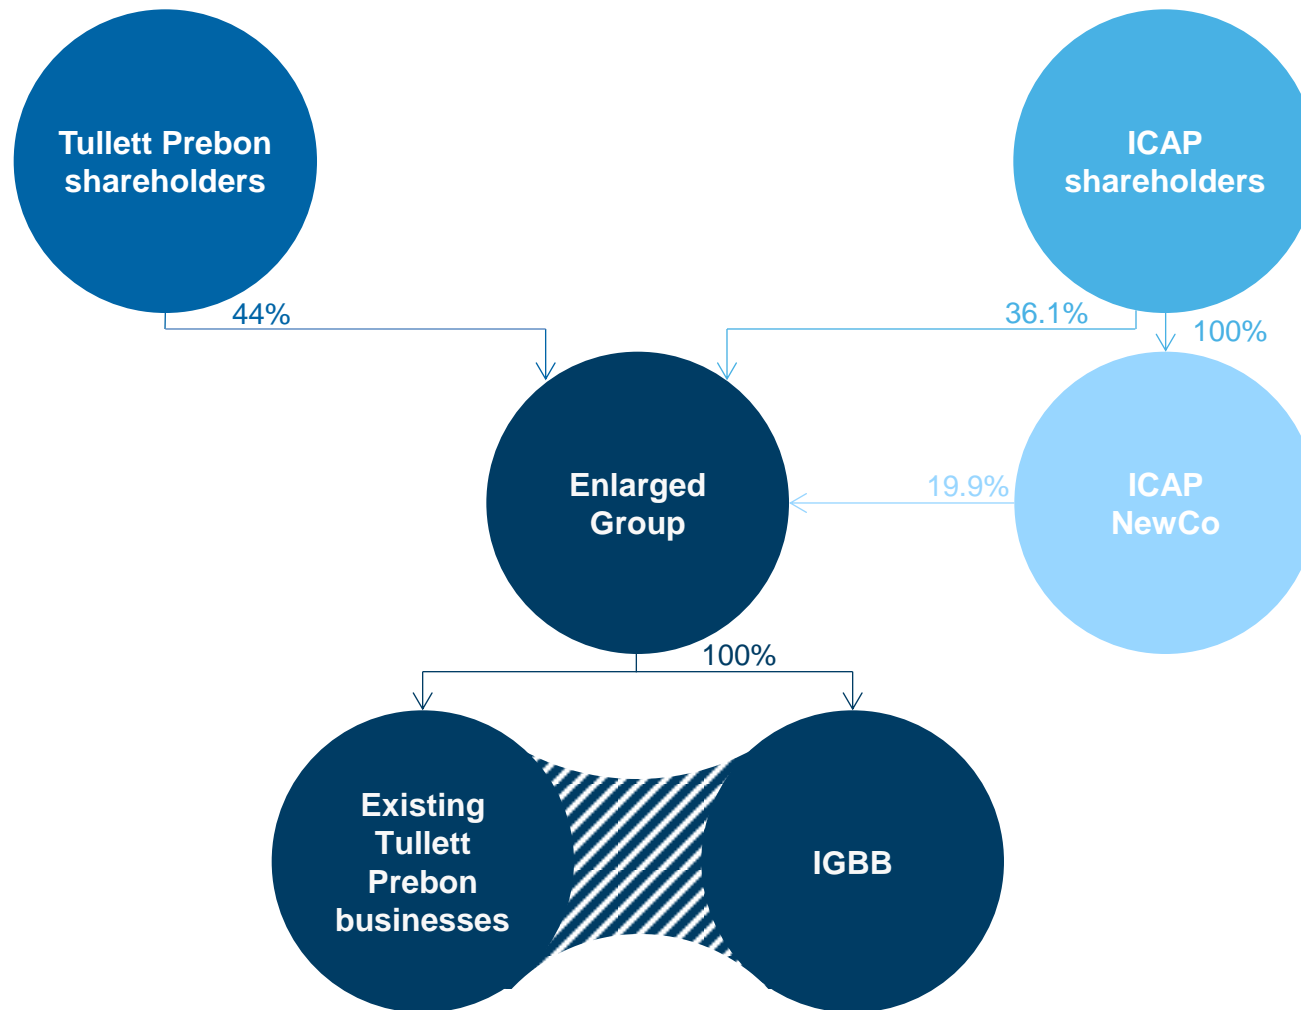 Tullett Prebon
shareholders
ICAP
shareholders
44%
36.1%
100%
Enlarged
Group
19.9%
ICAP
NewCo
100%
Existing
Tullett
Prebon
businesses
IGBB